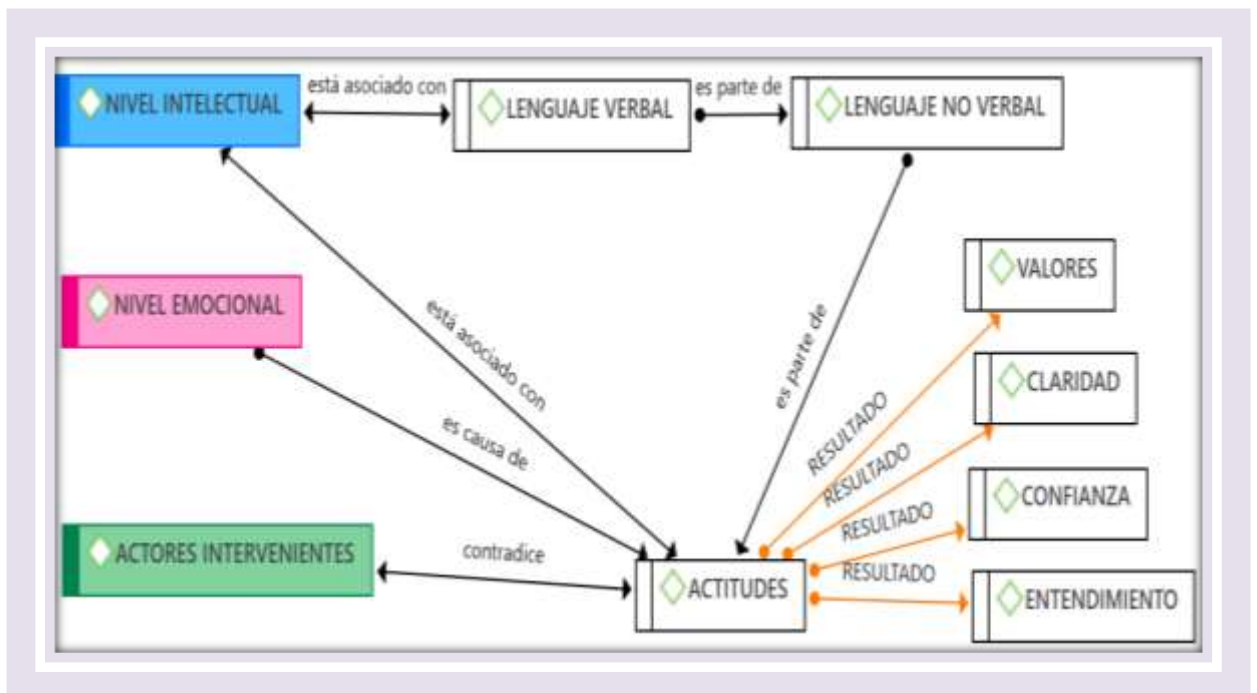 NIVEL INTELECTUAL
está asociado con
LENGUAJE VERBAL
es parte de
LENGUAJE NO VERBAL
NIVEL EMOCIONAL
está asociado con
es parte de
VALORES
es causa de
RESULTADO
CLARIDAD
RESULTADO
CONFIANZA
RESULTADO
ACTORES INTERVENIENTES
contradice
ACTITUDES
RESULTADO
ENTENDIMIENTO